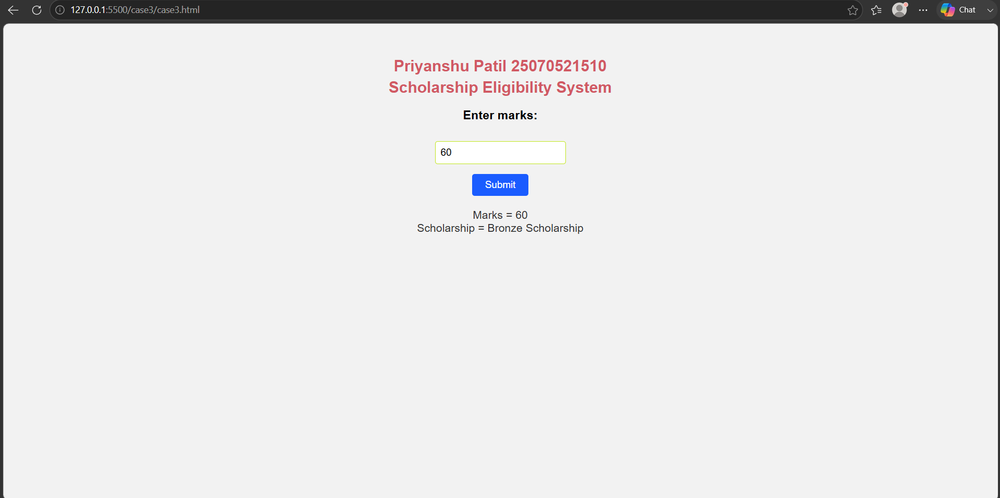 127.0.0.1:5500/case3/case3.html
Chat
Priyanshu Patil 25070521510
Scholarship Eligibility System
Enter marks:
60
Submit
Marks = 60
Scholarship = Bronze Scholarship